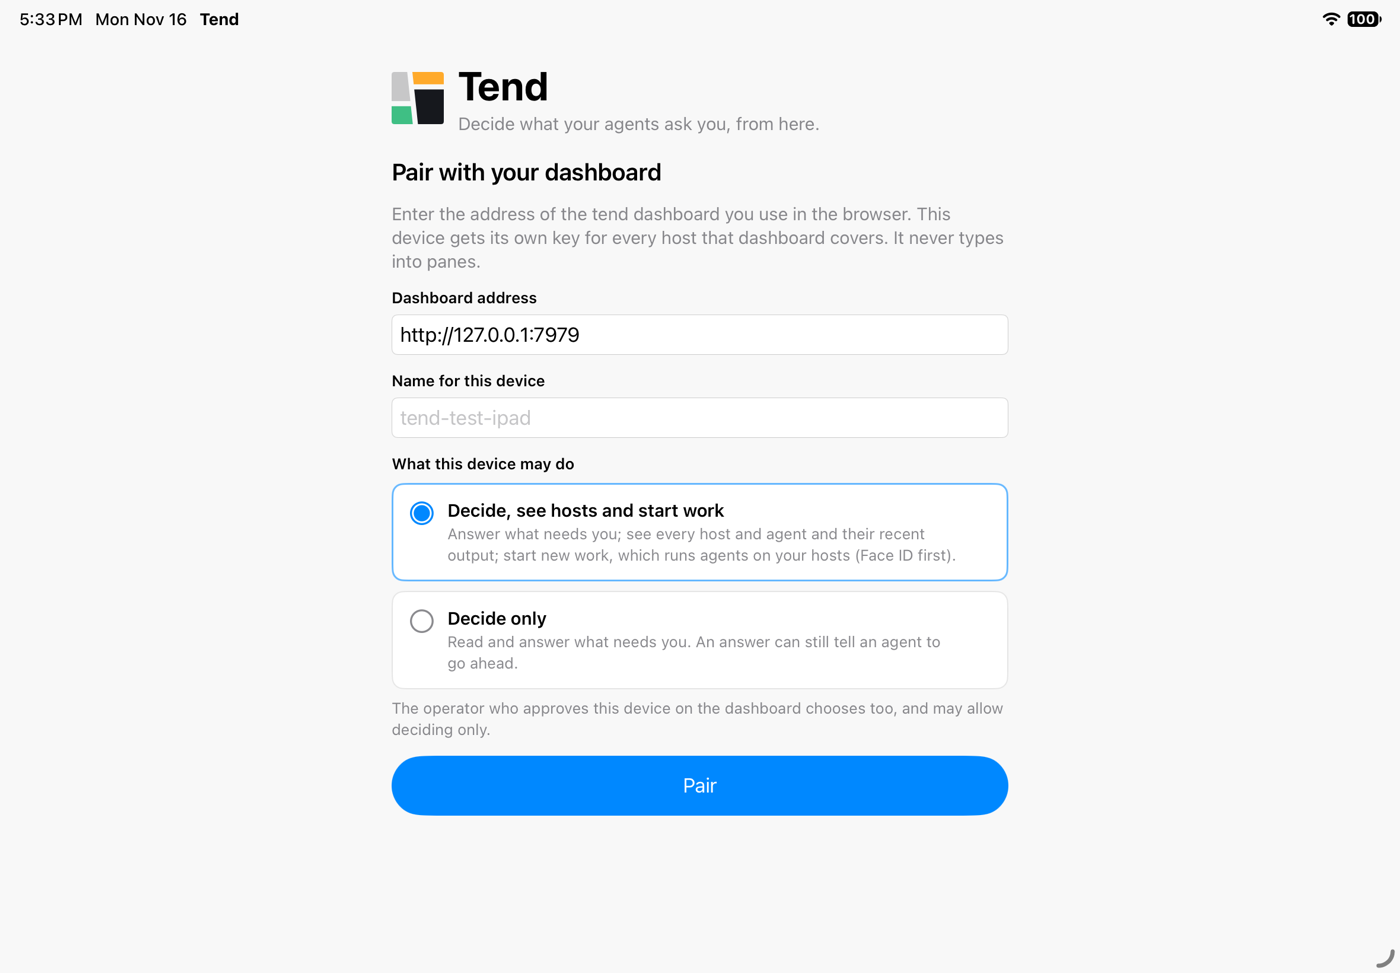 5:33 PM Mon Nov 16 Tend
100
Tend
Decide what your agents ask you, from here.
Pair with your dashboard
Enter the address of the tend dashboard you use in the browser. This
device gets its own key for every host that dashboard covers. It never types
into panes.
Dashboard address
http://127.0.0.1:7979
Name for this device
tend-test-ipad
What this device may do
Decide, see hosts and start work
Answer what needs you; see every host and agent and their recent
output; start new work, which runs agents on your hosts (Face ID first).
Decide only
Read and answer what needs you. An answer can still tell an agent to
go ahead.
The operator who approves this device on the dashboard chooses too, and may allow
deciding only.
Pair